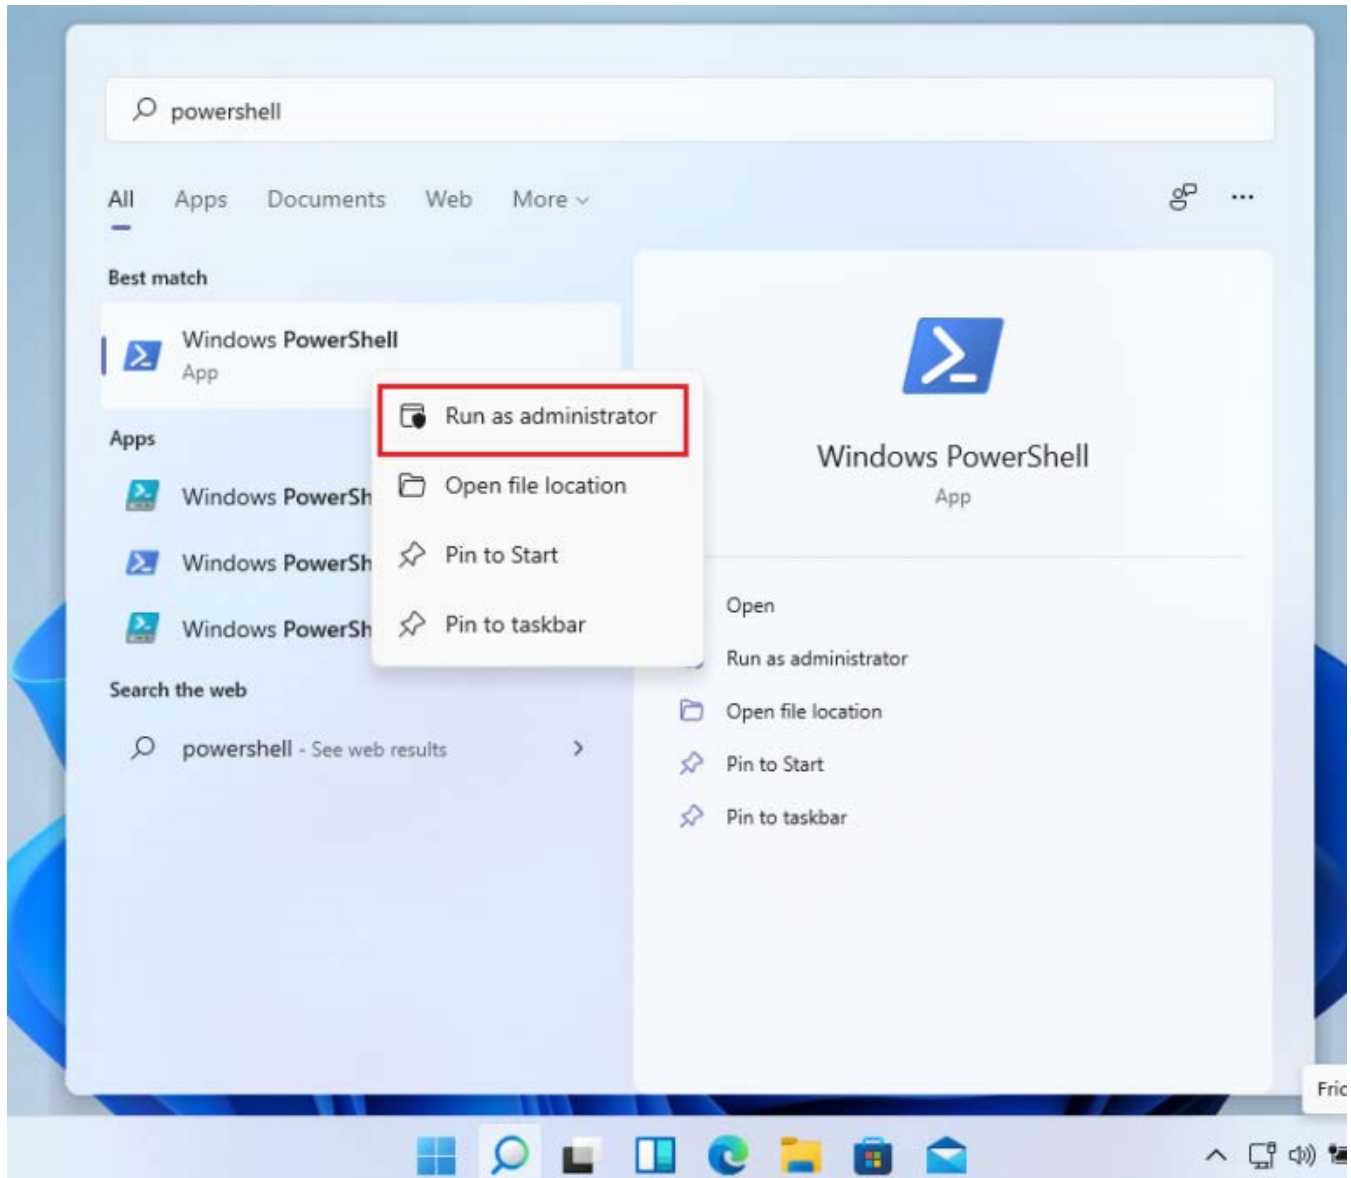 powershell
All Apps Documents Web More
Best match
Windows PowerShell
App
Run as administrator
Open file location
Pin to Start
Pin to taskbar
Apps
Windows PowerSh
Windows PowerSh
Windows PowerSh
Search the web
powershell - See web results
Windows PowerShell
App
Open
Run as administrator
Open file location
Pin to Start
Pin to taskbar